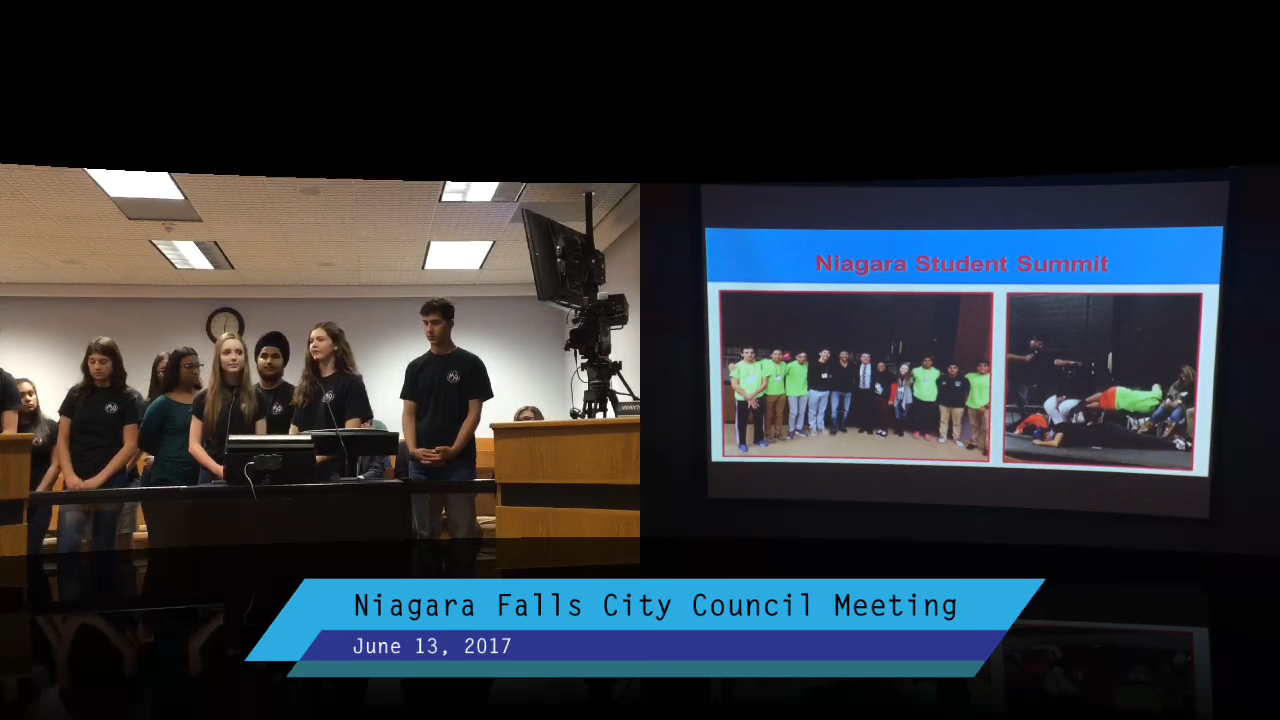 Niagara Student Summit
Niagara Falls City Council Meeting
June 13, 2017